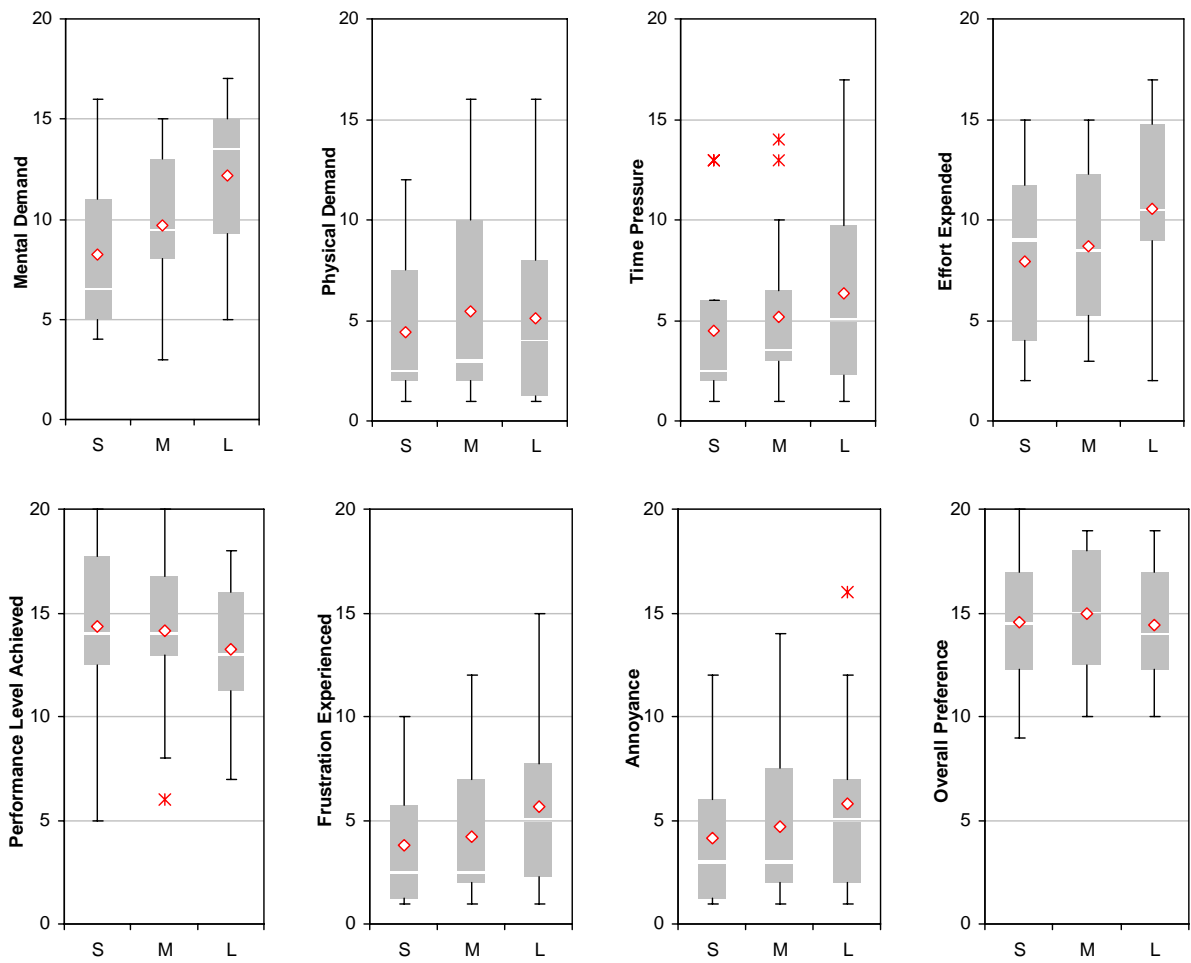 Mental Demand
20
15
10
5
0
S M L
Physical Demand
20
15
10
5
0
S M L
Time Pressure
20
15
10
5
0
S M L
Effort Expended
20
15
10
5
0
S M L
Performance Level Achieved
20
15
10
5
0
S M L
Frustration Experienced
20
15
10
5
0
S M L
Annoyance
20
15
10
5
0
S M L
Overall Preference
20
15
10
5
0
S M L